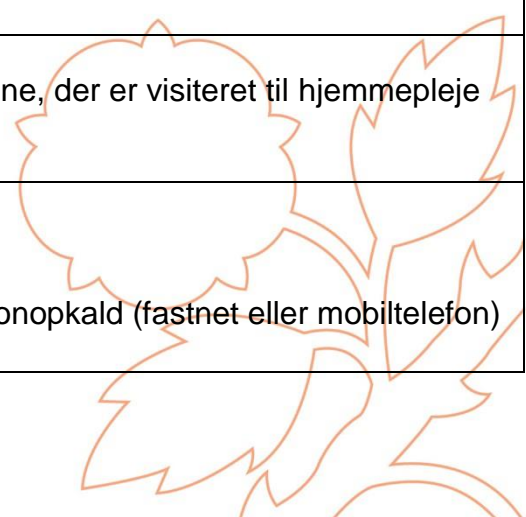 ne, der er visiteret til hjemmepleje
onopkald (fastnet eller mobiltelefon)